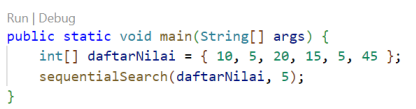 Run | Debug
public static void main(String[] args) {
    int[] daftarNilai = { 10, 5, 20, 15, 5, 45 };
    sequentialSearch(daftarNilai, 5);
}